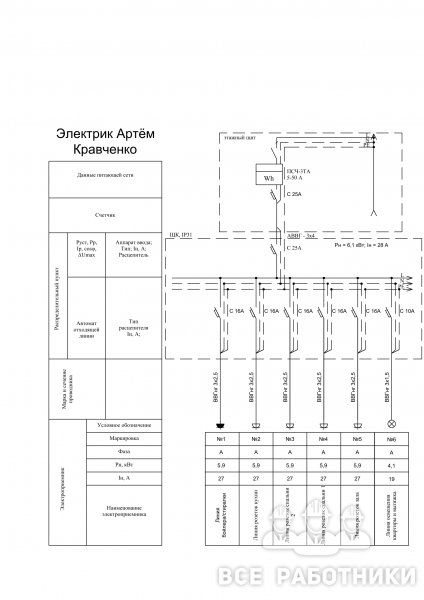 Электрик Артём
Кравченко
Данные питающей сети
Счетчик
Распределительный пункт
Pуст, Pр,
Iр, cosφ,
ΔUmax
Аппарат ввода;
Тип; Iн, А;
Расцепитель
Автомат
отходящей
линии
Тип
расцепителя
Iн, А;
Марка и сечение
проводника
Электроприемник
Условное обозначение
Маркировка
Фаза
Рн, кВт
Iн, А
Наименование
электроприемника
этажный щит
Wh
ПСЧ-3ТА
5-50 А
С 25А
АВВГ - 3х4
ЩК, IP31
С 25А
Рн = 6,1 кВт; Iн = 28 А
С 16А
С 16А
С 16А
С 16А
С 16А
С 10А
ВВГнг 3х2,5
ВВГнг 3х2,5
ВВГнг 3х2,5
ВВГнг 3х2,5
ВВГнг 3х2,5
ВВГнг 3х1,5
№1 №2 №3 №4 №5 №6
А А А А А А
5,9 5,9 5,9 5,9 5,9 4,1
27 27 27 27 27 19
Линия
бойлера/стиралки
Линия розеток кухни
Линия розеток спальни
2
Линия розеток спальни 1
Линия розеток зала
Линия освещения
квартиры и вытяжка
ВСЕ РАБОТНИКИ